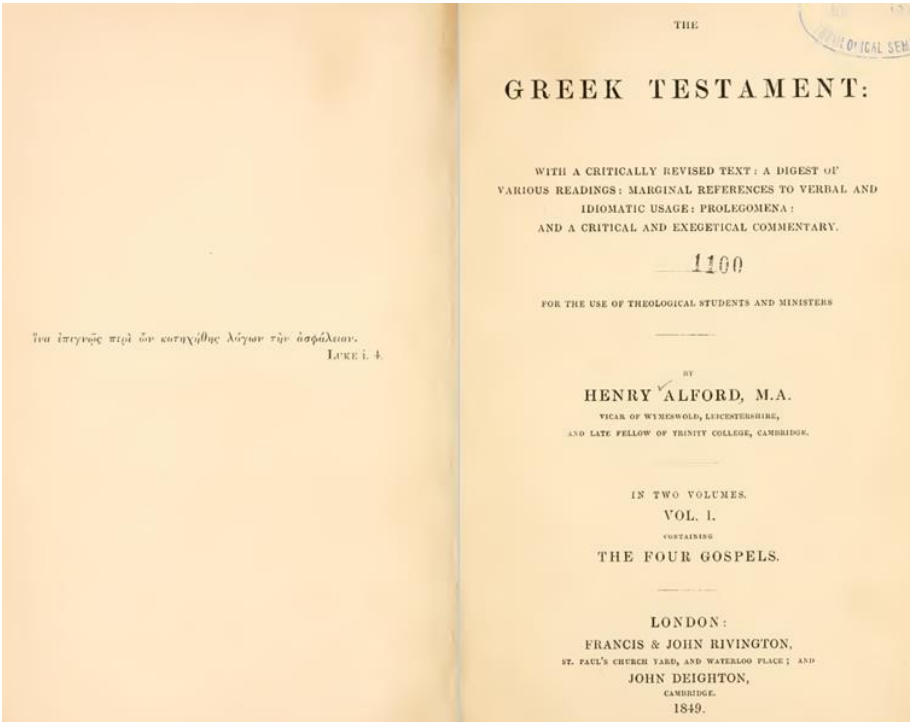 ἵνα ἐπιγνῷς περὶ ὧν κατηχήθης λόγων τὴν ἀσφάλειαν.
LUKE i. 4.
THE
GREEK TESTAMENT:
WITH A CRITICALLY REVISED TEXT: A DIGEST OF
VARIOUS READINGS: MARGINAL REFERENCES TO VERBAL AND
IDIOMATIC USAGE: PROLEGOMENA:
AND A CRITICAL AND EXEGETICAL COMMENTARY.
1100
FOR THE USE OF THEOLOGICAL STUDENTS AND MINISTERS
BY
HENRY ALFORD, M.A.
VICAR OF WYMESWOLD, LEICESTERSHIRE,
AND LATE FELLOW OF TRINITY COLLEGE, CAMBRIDGE.
IN TWO VOLUMES.
VOL. I.
CONTAINING
THE FOUR GOSPELS.
LONDON:
FRANCIS & JOHN RIVINGTON,
ST. PAUL'S CHURCH YARD, AND WATERLOO PLACE; AND
JOHN DEIGHTON,
CAMBRIDGE.
1849.